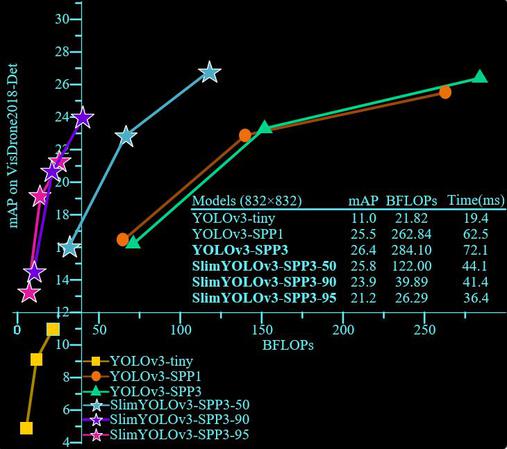 30
28
26
24
22
20
18
16
14
12
10
8
6
4
mAP on VisDrone2018-Det
Models (832×832) mAP BFLOPs Time(ms)
YOLOv3-tiny 11.0 21.82 19.4
YOLOv3-SPP1 25.5 262.84 62.5
YOLOv3-SPP3 26.4 284.10 72.1
SlimYOLOv3-SPP3-50 25.8 122.00 44.1
SlimYOLOv3-SPP3-90 23.9 39.89 41.4
SlimYOLOv3-SPP3-95 21.2 26.29 36.4
0 50 100 150 200 250
BFLOPs
YOLOv3-tiny
YOLOv3-SPP1
YOLOv3-SPP3
SlimYOLOv3-SPP3-50
SlimYOLOv3-SPP3-90
SlimYOLOv3-SPP3-95